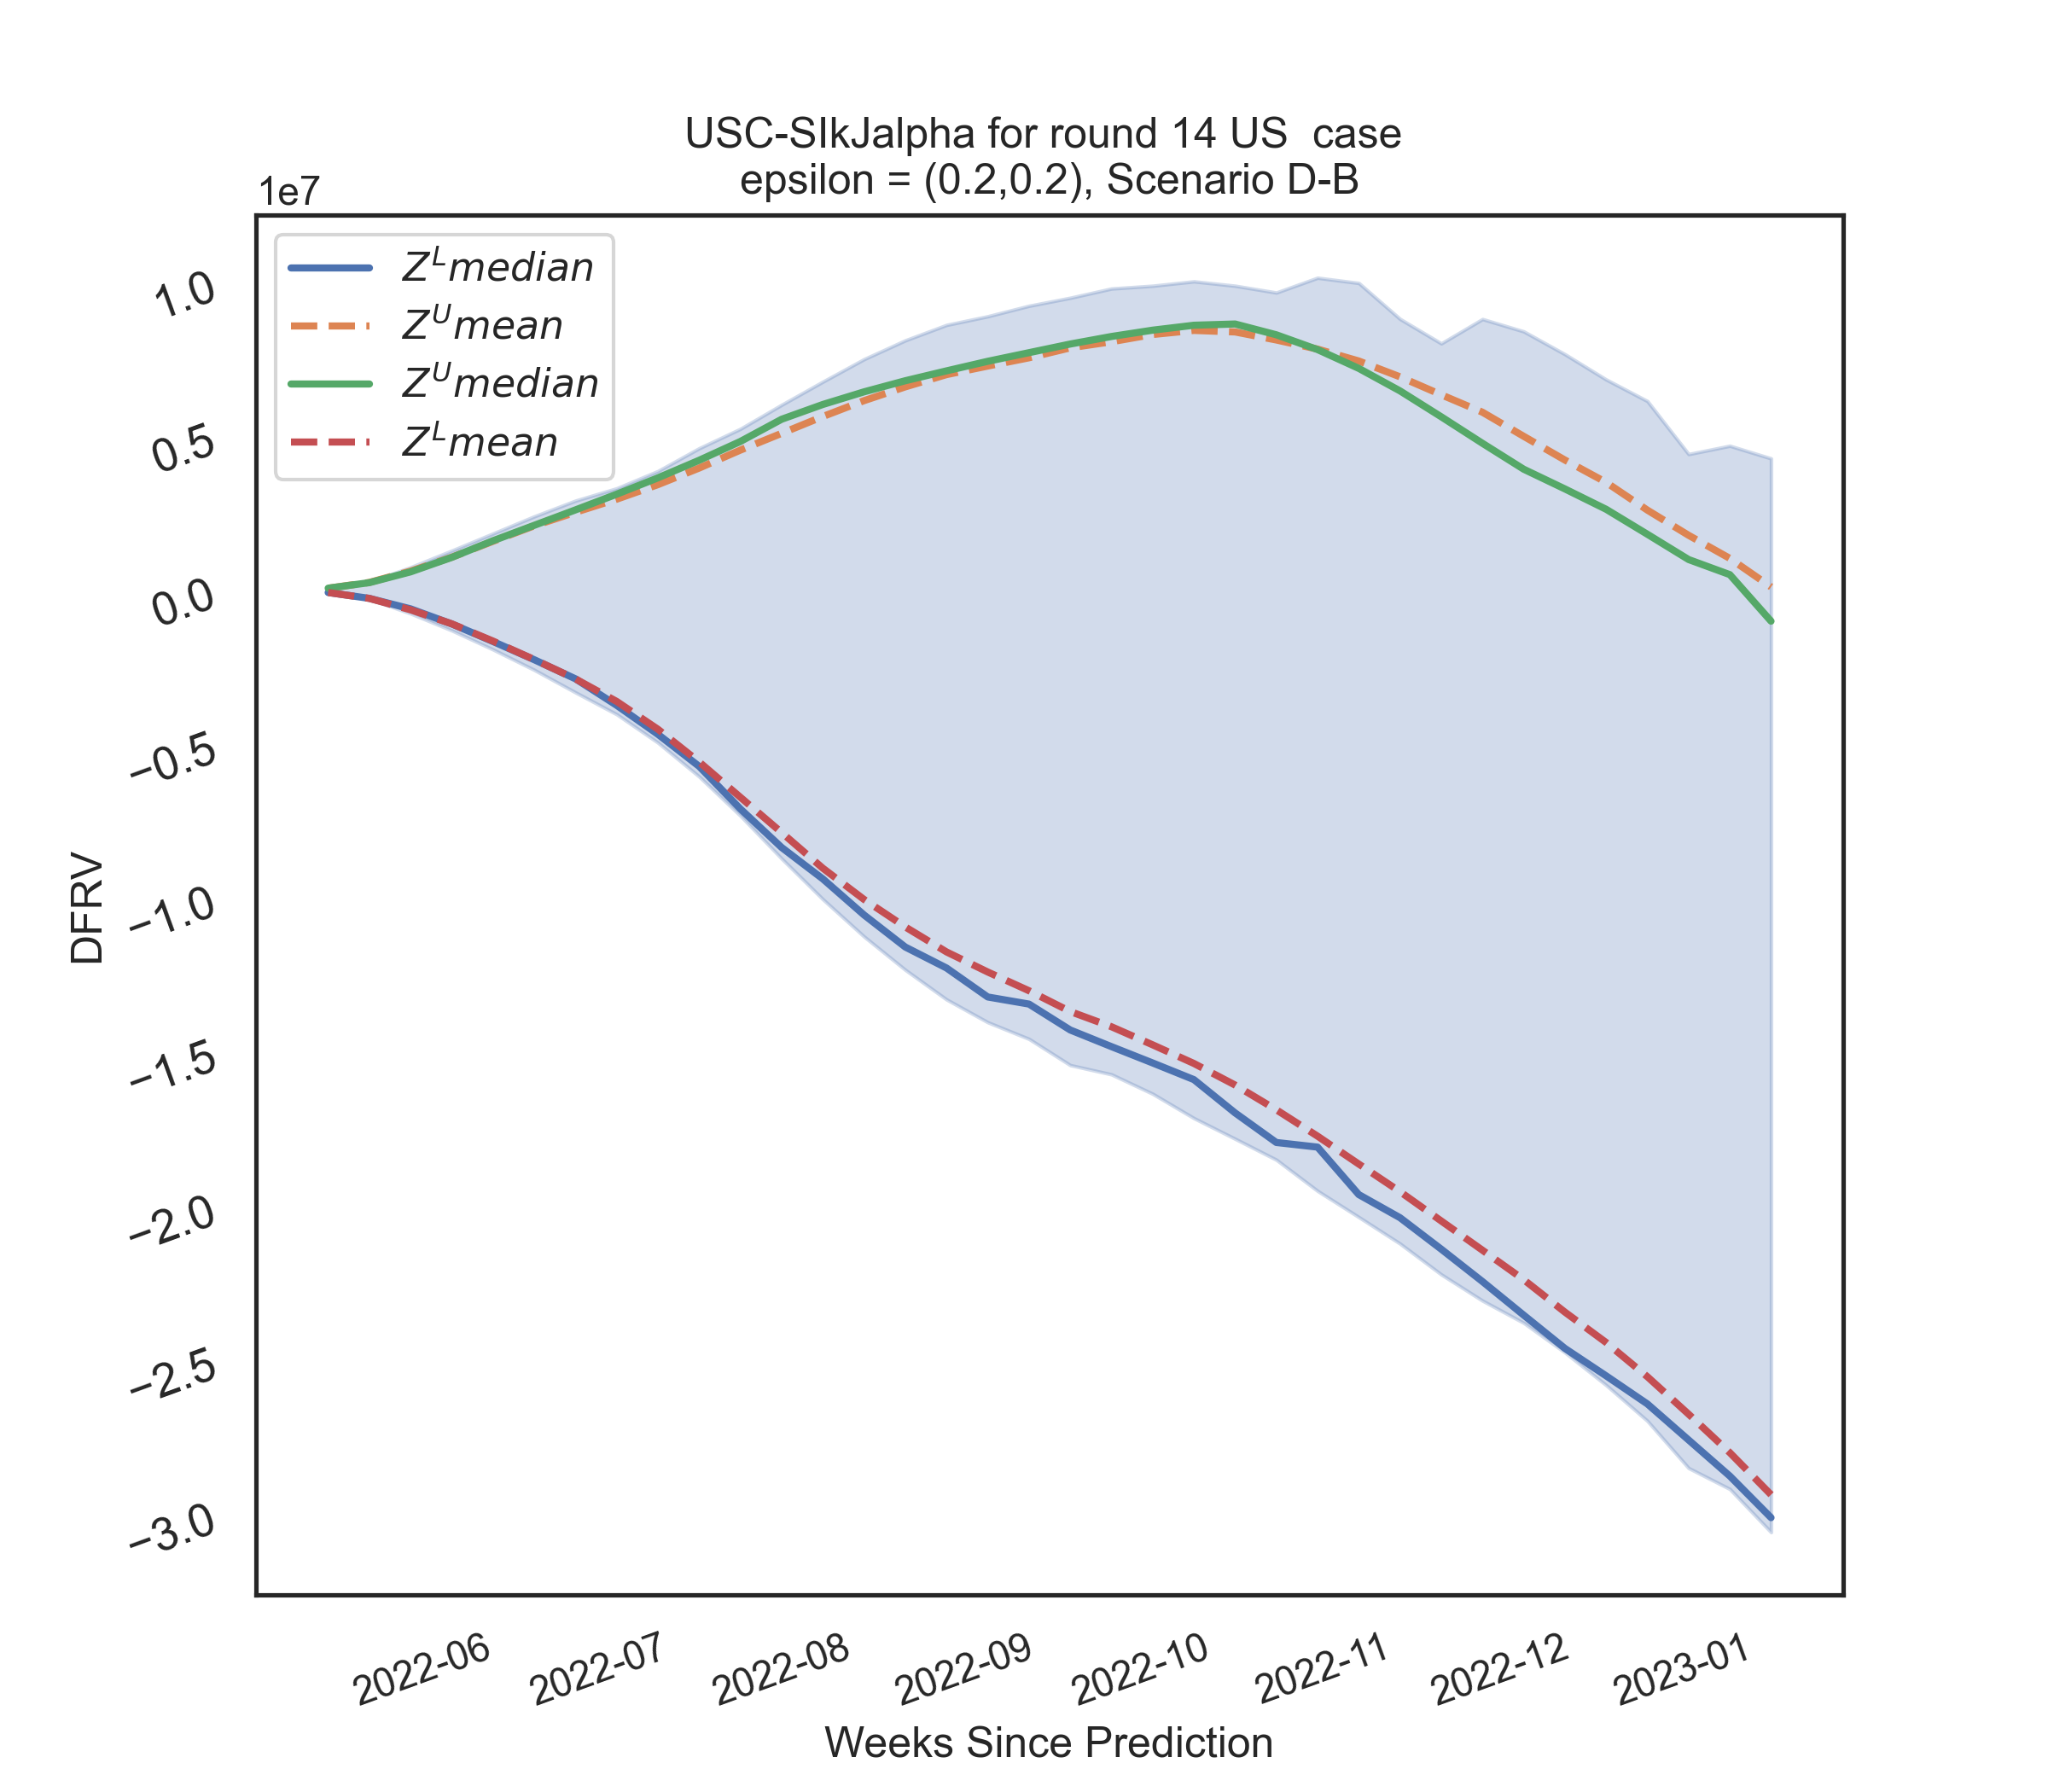 USC-SIkJalpha for round 14 US  case
epsilon = (0.2,0.2), Scenario D-B
1e7
Z^L median
Z^U mean
Z^U median
Z^L mean
1.0
0.5
0.0
−0.5
−1.0
−1.5
−2.0
−2.5
−3.0
DFRV
2022-06
2022-07
2022-08
2022-09
2022-10
2022-11
2022-12
2023-01
Weeks Since Prediction